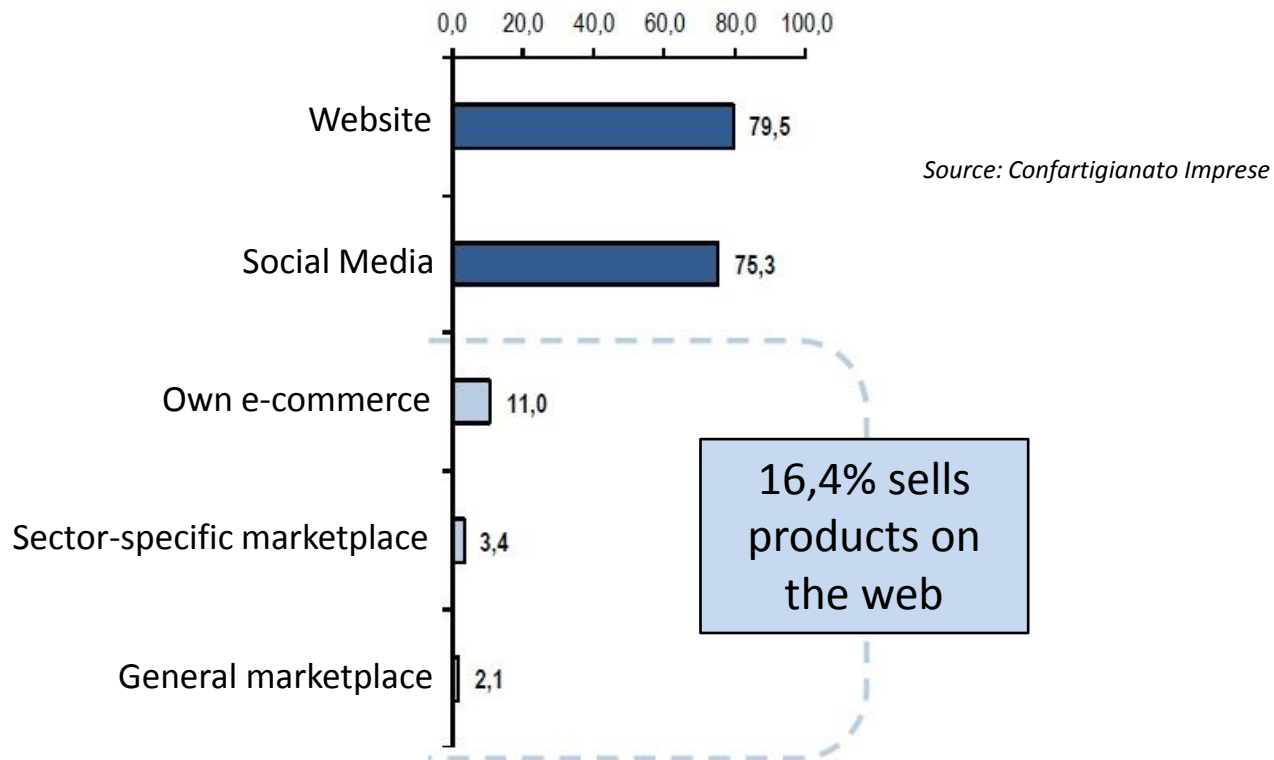 0,0 20,0 40,0 60,0 80,0 100,0
Website 79,5
Source: Confartigianato Imprese
Social Media 75,3
Own e-commerce 11,0
Sector-specific marketplace 3,4
16,4% sells
products on
the web
General marketplace 2,1